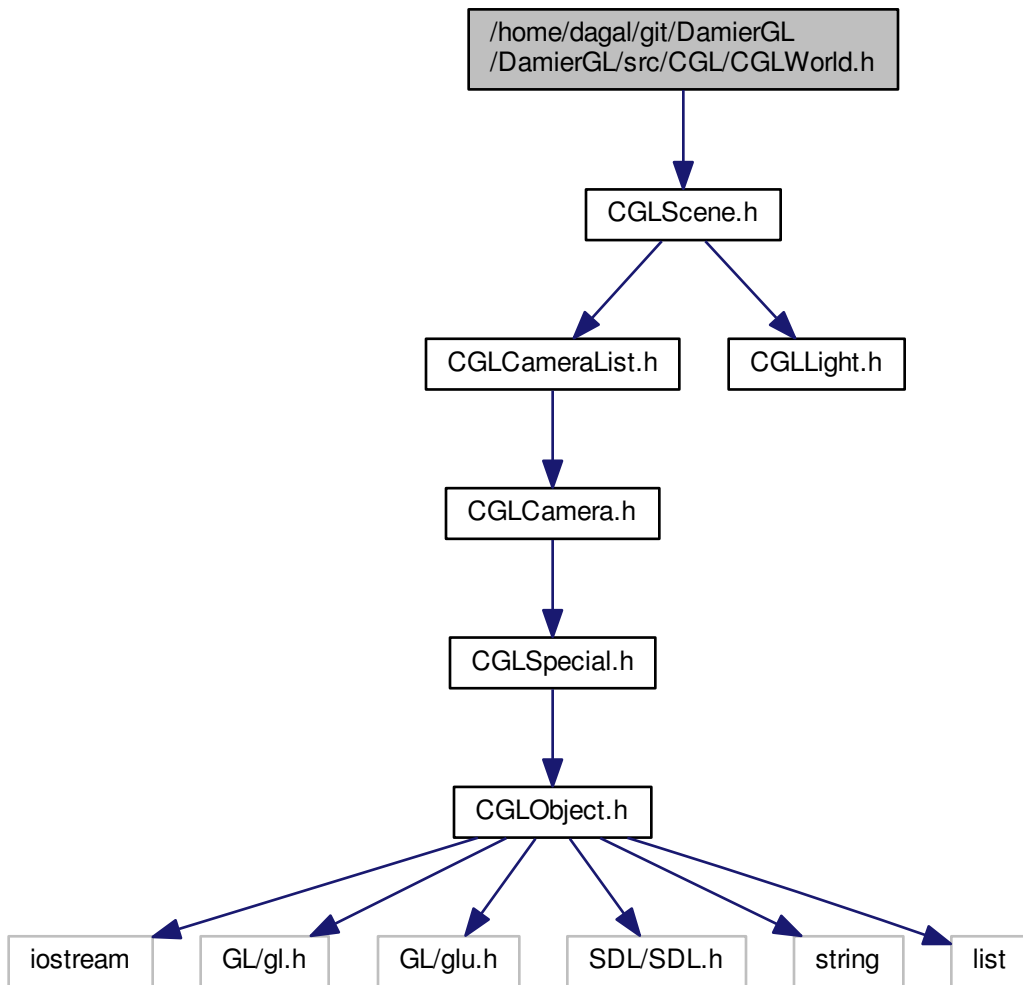 /home/dagal/git/DamierGL
/DamierGL/src/CGL/CGLWorld.h
CGLScene.h
CGLCameraList.h
CGLLight.h
CGLCamera.h
CGLSpecial.h
CGLObject.h
iostream
GL/gl.h
GL/glu.h
SDL/SDL.h
string
list